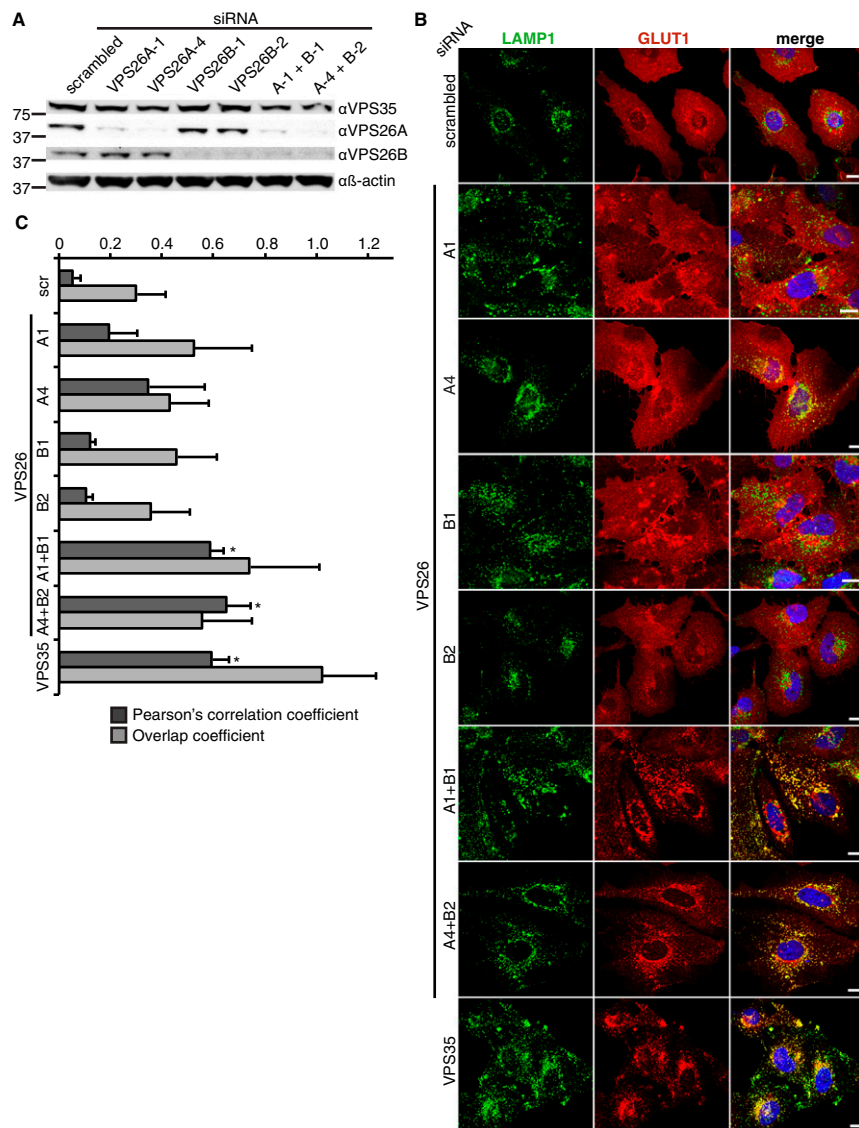 A
siRNA
scrambled
VPS26A-1
VPS26A-4
VPS26B-1
VPS26B-2
A-1 + B-1
A-4 + B-2
75
αVPS35
37
αVPS26A
37
αVPS26B
37
αß-actin
C
0 0.2 0.4 0.6 0.8 1.0 1.2
scr
VPS26
A1
A4
B1
B2
A1+B1
*
A4+B2
*
VPS35
*
Pearson's correlation coefficient
Overlap coefficient
B
siRNA
LAMP1 GLUT1 merge
scrambled
VPS26
A1
A4
B1
B2
A1+B1
A4+B2
VPS35